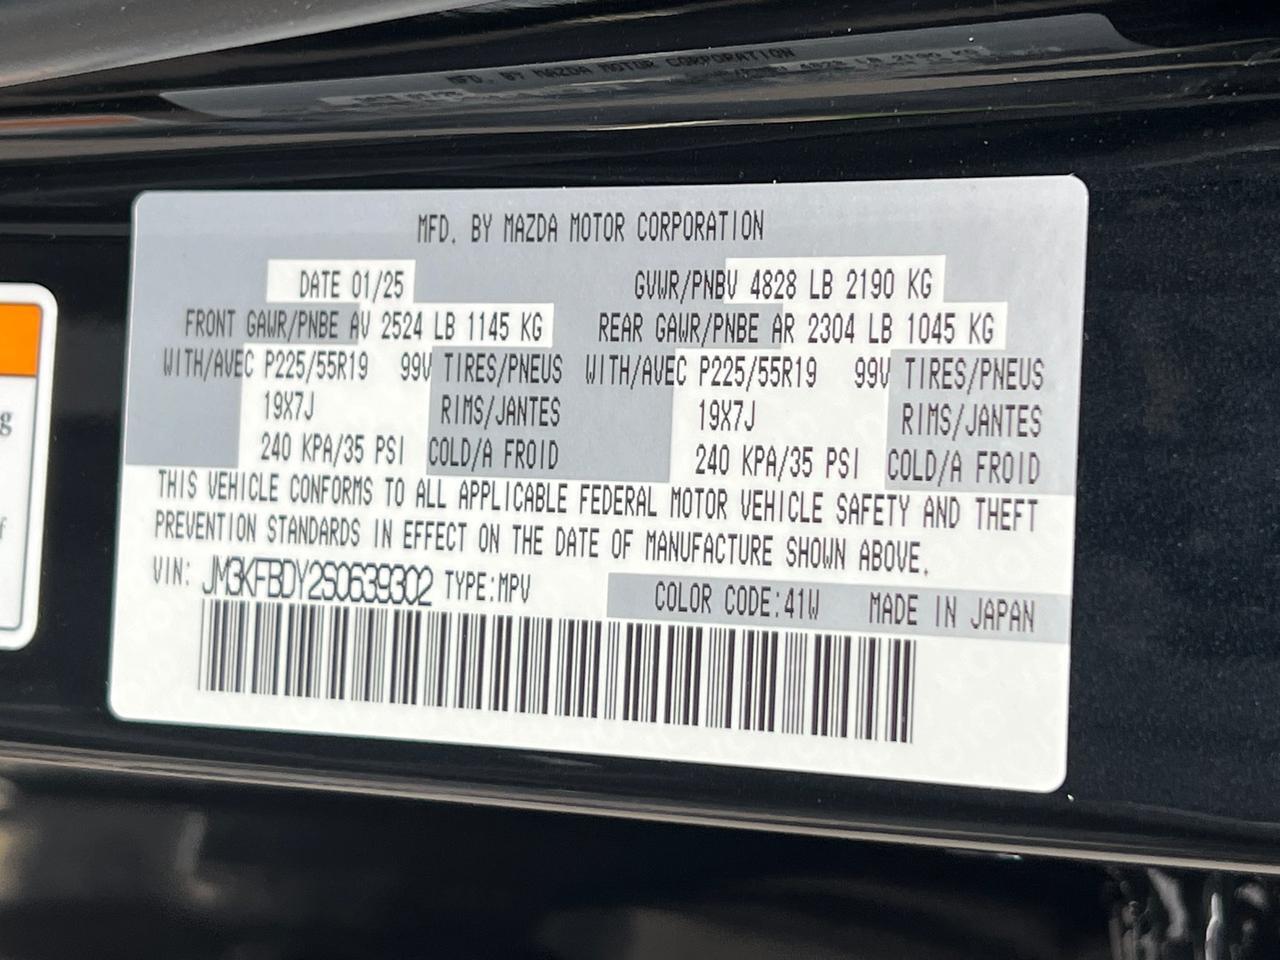 MFD. BY MAZDA MOTOR CORPORATION
DATE 01/25 GVWR/PNBV 4828 LB 2190 KG
FRONT GAWR/PNBE AV 2524 LB 1145 KG REAR GAWR/PNBE AR 2304 LB 1045 KG
WITH/AVEC P225/55R19 99V TIRES/PNEUS WITH/AVEC P225/55R19 99V TIRES/PNEUS
19X7J RIMS/JANTES 19X7J RIMS/JANTES
240 KPA/35 PSI COLD/A FROID 240 KPA/35 PSI COLD/A FROID
THIS VEHICLE CONFORMS TO ALL APPLICABLE FEDERAL MOTOR VEHICLE SAFETY AND THEFT
PREVENTION STANDARDS IN EFFECT ON THE DATE OF MANUFACTURE SHOWN ABOVE.
VIN: JM3KFBDY2S0639302 TYPE:MPV COLOR CODE:41W MADE IN JAPAN